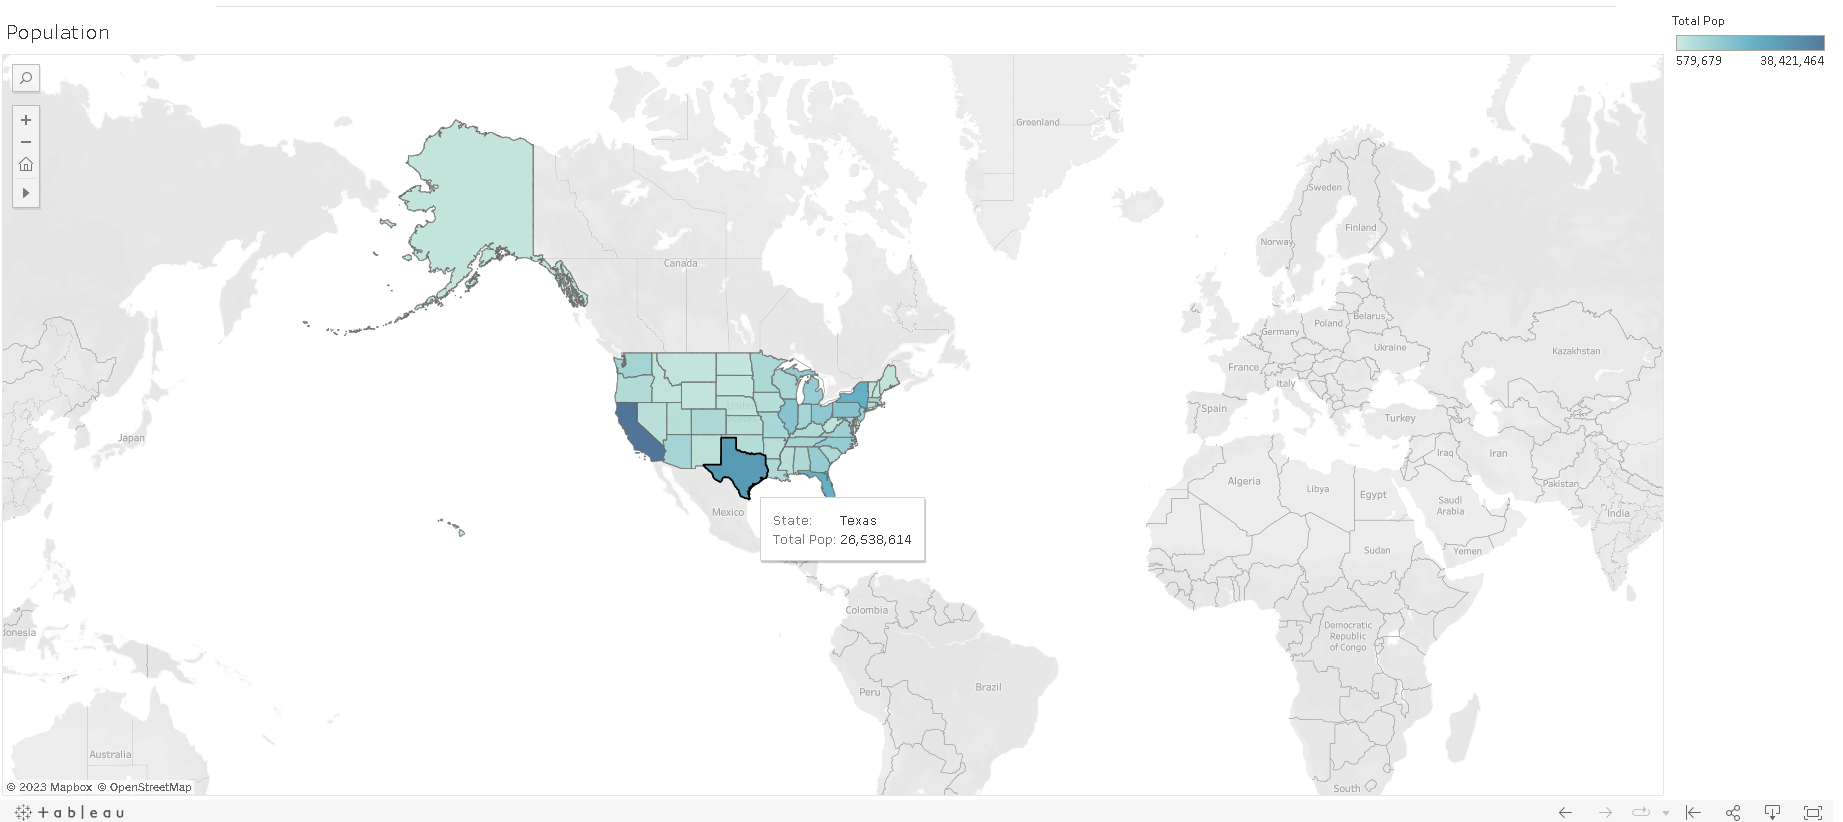 Population
Total Pop
579,679 38,421,464
+
−
Greenland
Sweden
Finland
Norway
Canada
Poland
Belarus
Germany
Ukraine
France
Kazakhstan
Italy
Spain
Turkey
Japan
Iraq
Iran
Algeria
Libya
Egypt
Pakistan
Saudi
Arabia
India
Mexico
State: Texas
Total Pop: 26,538,614
Sudan
Yemen
Colombia
Democratic
Republic
of Congo
donesia
Peru
Brazil
Australia
South
© 2023 Mapbox © OpenStreetMap
+ableau